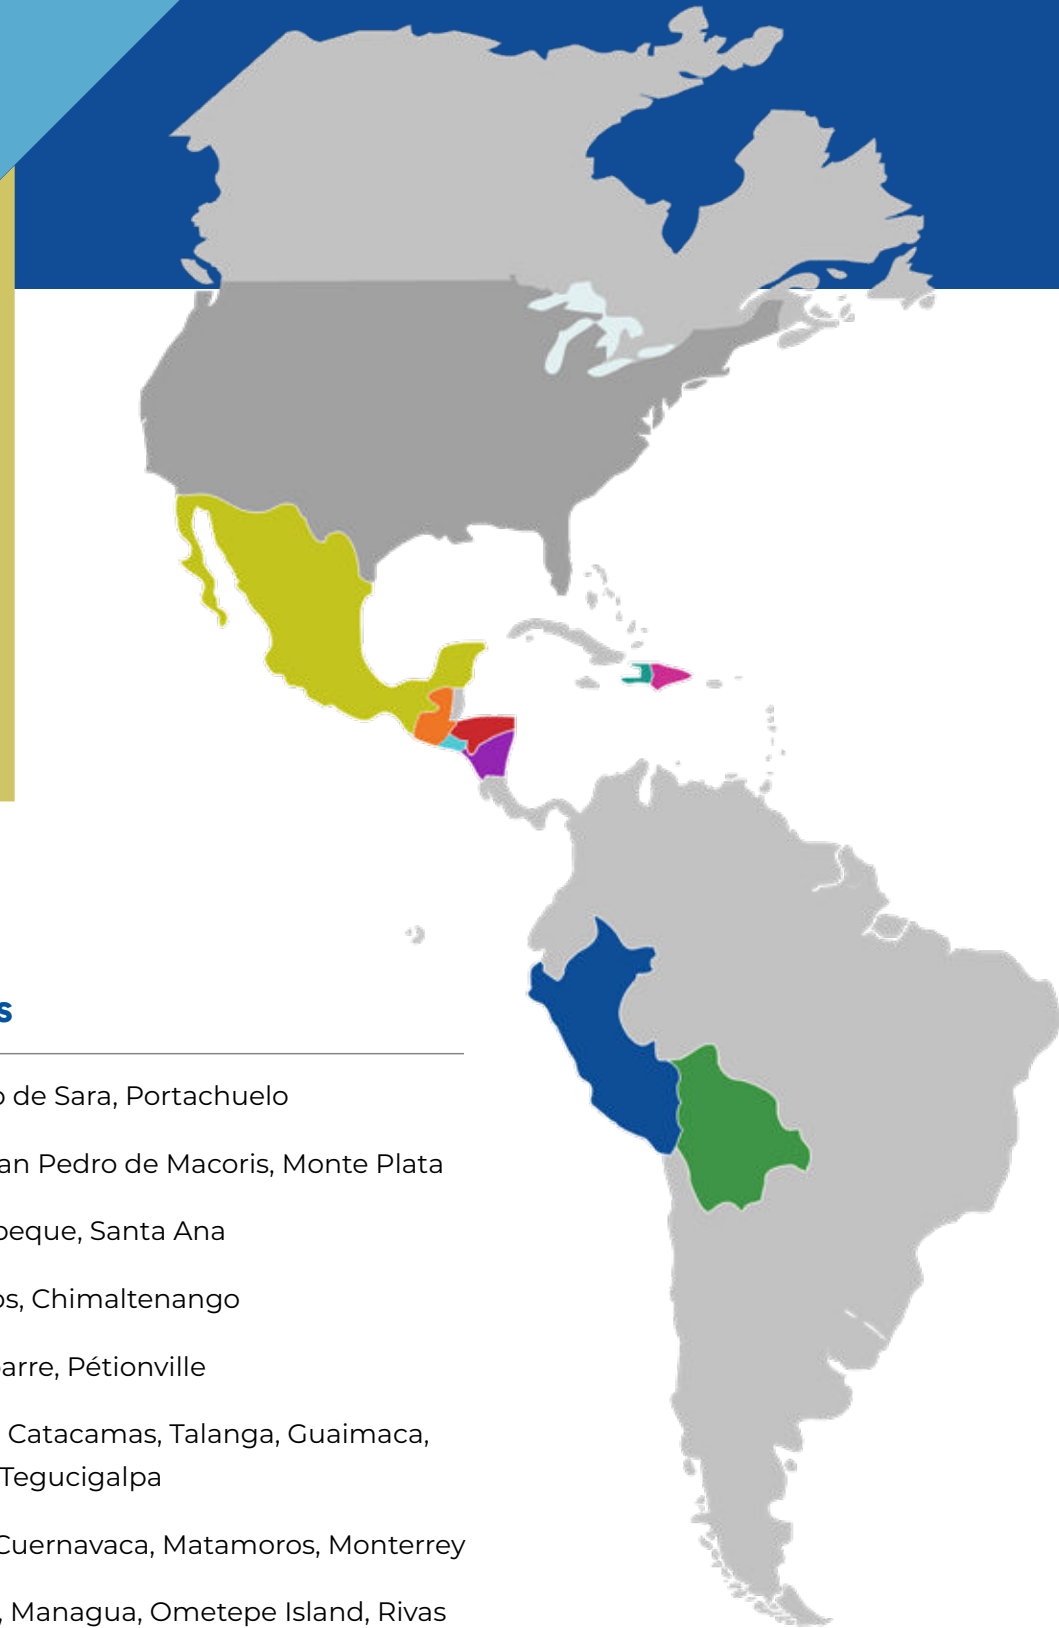 s
o de Sara, Portachuelo
an Pedro de Macoris, Monte Plata
peque, Santa Ana
os, Chimaltenango
arre, Pétionville
Catacamas, Talanga, Guaimaca,
Tegucigalpa
Cuernavaca, Matamoros, Monterrey
, Managua, Ometepe Island, Rivas